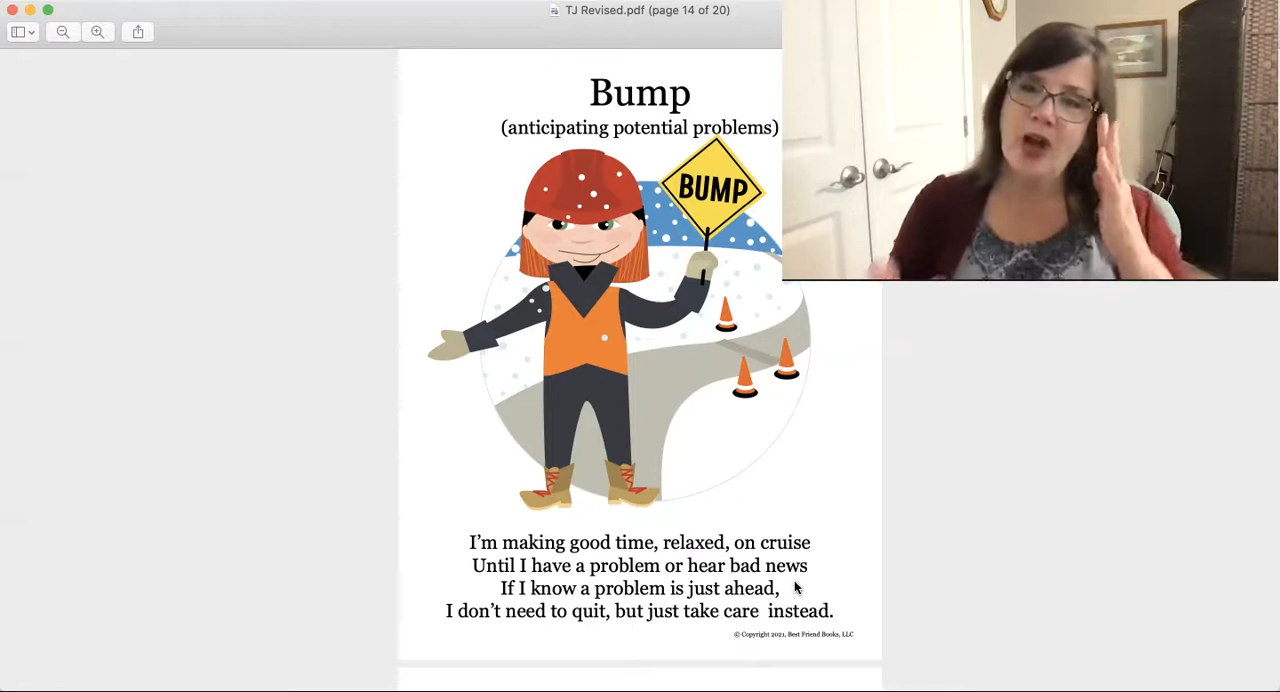 TJ Revised.pdf (page 14 of 20)
Bump
(anticipating potential problems)
BUMP
I'm making good time, relaxed, on cruise
Until I have a problem or hear bad news
If I know a problem is just ahead,
I don't need to quit, but just take care  instead.
© Copyright 2021, Best Friend Books, LLC